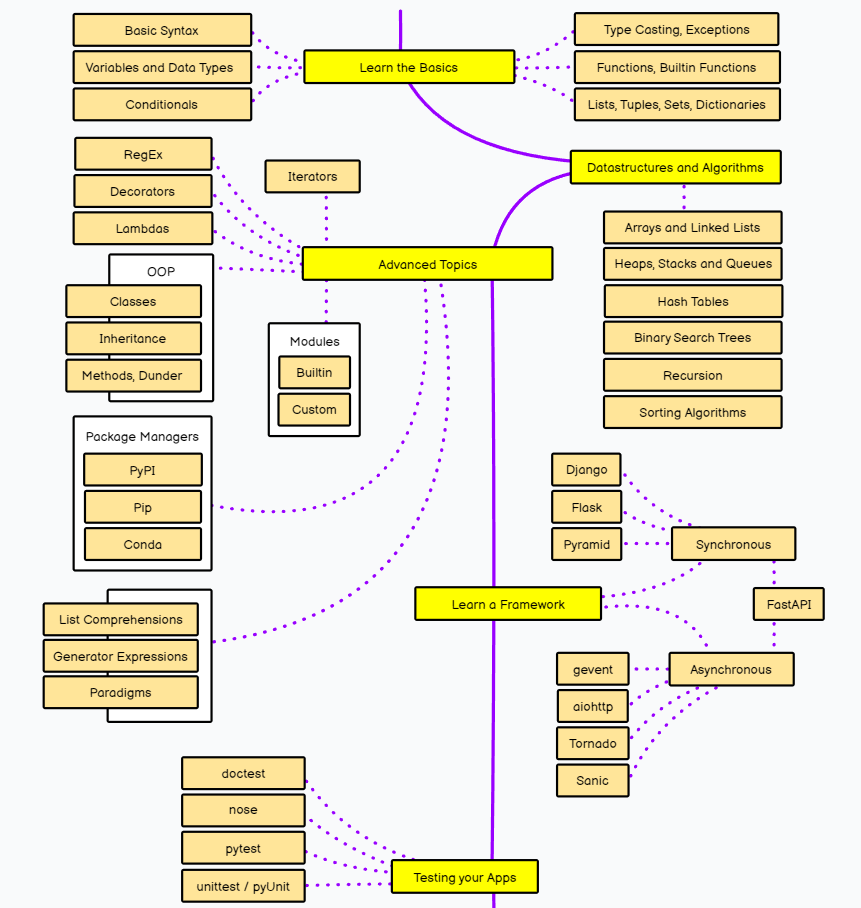 Basic Syntax
Variables and Data Types
Conditionals
Learn the Basics
Type Casting, Exceptions
Functions, Builtin Functions
Lists, Tuples, Sets, Dictionaries
Datastructures and Algorithms
Arrays and Linked Lists
Heaps, Stacks and Queues
Hash Tables
Binary Search Trees
Recursion
Sorting Algorithms
RegEx
Decorators
Lambdas
Iterators
Advanced Topics
OOP
Classes
Inheritance
Methods, Dunder
Modules
Builtin
Custom
Package Managers
PyPI
Pip
Conda
List Comprehensions
Generator Expressions
Paradigms
Django
Flask
Pyramid
Synchronous
Learn a Framework
FastAPI
Asynchronous
gevent
aiohttp
Tornado
Sanic
doctest
nose
pytest
unittest / pyUnit
Testing your Apps